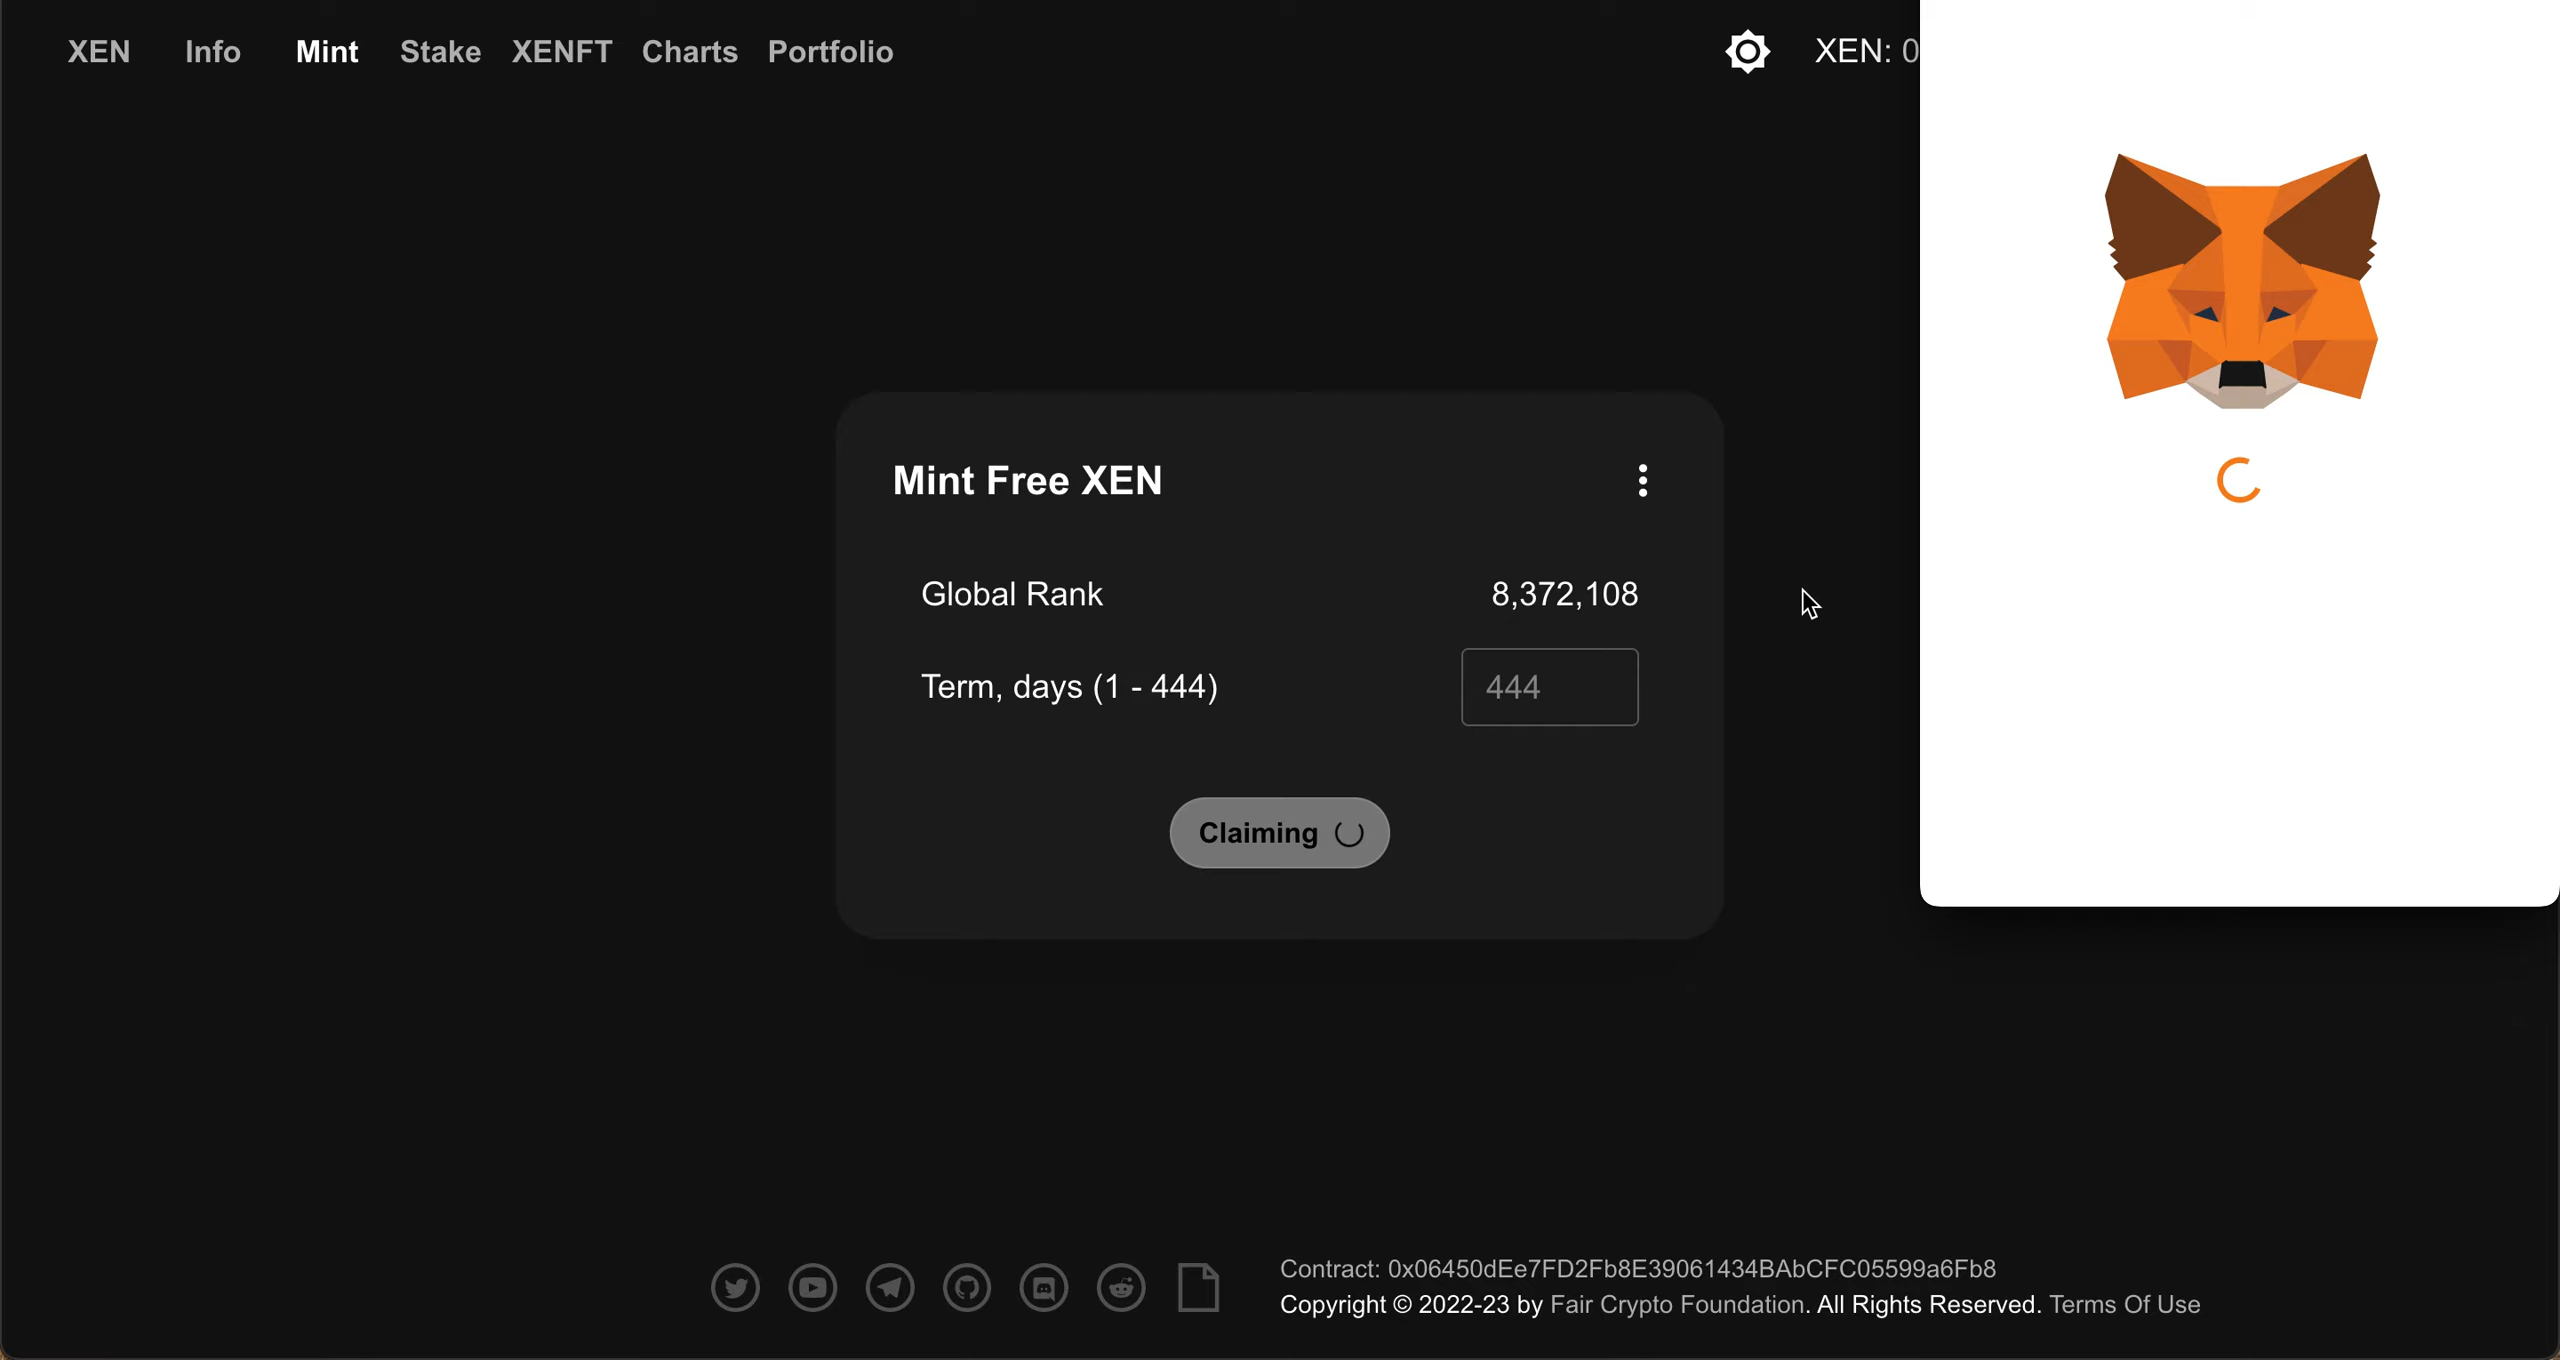 XEN Info Mint Stake XENFT Charts Portfolio XEN: 0
Mint Free XEN
Global Rank 8,372,108
Term, days (1 - 444) 444
Claiming
Contract: 0x06450dEe7FD2Fb8E39061434BAbCFC05599a6Fb8
Copyright © 2022-23 by Fair Crypto Foundation. All Rights Reserved. Terms Of Use